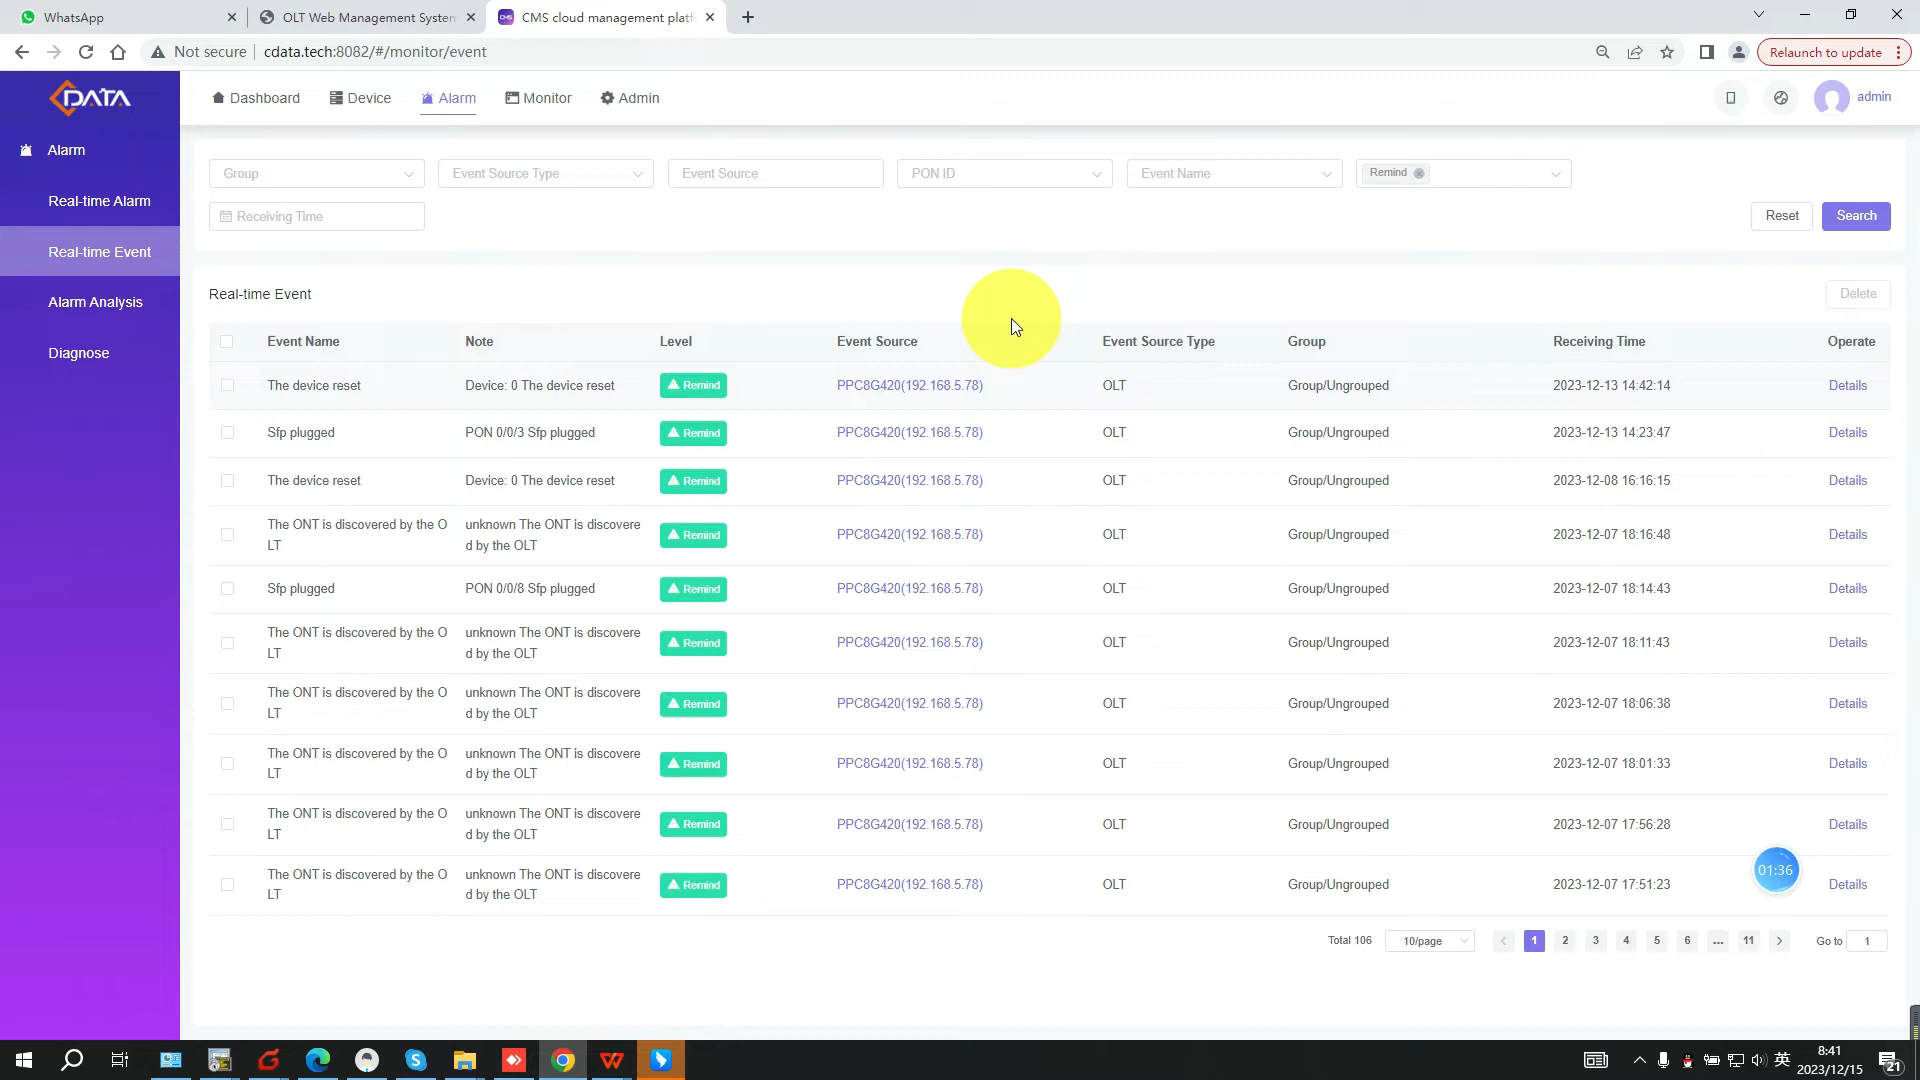 WhatsApp
OLT Web Management System
CMS cloud management platf
Not secure
cdata.tech:8082/#/monitor/event
Relaunch to update
DATA
Dashboard
Device
Alarm
Monitor
Admin
admin
Alarm
Real-time Alarm
Real-time Event
Alarm Analysis
Diagnose
Group
Event Source Type
Event Source
PON ID
Event Name
Remind
Receiving Time
Reset
Search
Real-time Event
Delete
Event Name Note Level Event Source Event Source Type Group Receiving Time Operate
The device reset Device: 0 The device reset Remind PPC8G420(192.168.5.78) OLT Group/Ungrouped 2023-12-13 14:42:14 Details
Sfp plugged PON 0/0/3 Sfp plugged Remind PPC8G420(192.168.5.78) OLT Group/Ungrouped 2023-12-13 14:23:47 Details
The device reset Device: 0 The device reset Remind PPC8G420(192.168.5.78) OLT Group/Ungrouped 2023-12-08 16:16:15 Details
The ONT is discovered by the O unknown The ONT is discovere
LT d by the OLT Remind PPC8G420(192.168.5.78) OLT Group/Ungrouped 2023-12-07 18:16:48 Details
Sfp plugged PON 0/0/8 Sfp plugged Remind PPC8G420(192.168.5.78) OLT Group/Ungrouped 2023-12-07 18:14:43 Details
The ONT is discovered by the O unknown The ONT is discovere
LT d by the OLT Remind PPC8G420(192.168.5.78) OLT Group/Ungrouped 2023-12-07 18:11:43 Details
The ONT is discovered by the O unknown The ONT is discovere
LT d by the OLT Remind PPC8G420(192.168.5.78) OLT Group/Ungrouped 2023-12-07 18:06:38 Details
The ONT is discovered by the O unknown The ONT is discovere
LT d by the OLT Remind PPC8G420(192.168.5.78) OLT Group/Ungrouped 2023-12-07 18:01:33 Details
The ONT is discovered by the O unknown The ONT is discovere
LT d by the OLT Remind PPC8G420(192.168.5.78) OLT Group/Ungrouped 2023-12-07 17:56:28 Details
The ONT is discovered by the O unknown The ONT is discovere
LT d by the OLT Remind PPC8G420(192.168.5.78) OLT Group/Ungrouped 2023-12-07 17:51:23 Details
01:36
Total 106 10/page 1 2 3 4 5 6 ... 11 Go to 1
英
8:41
2023/12/15
21